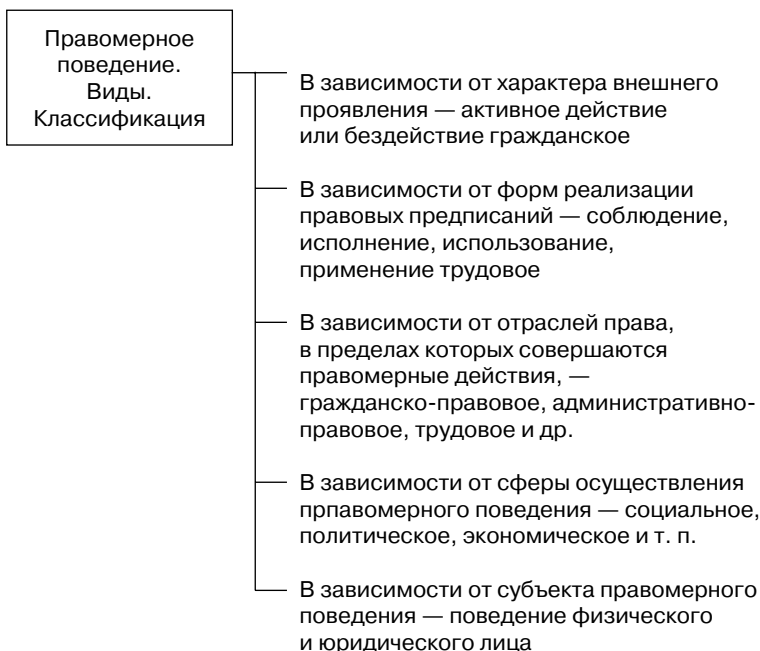 Правомерное
поведение.
Виды.
Классификация
В зависимости от характера внешнего
проявления — активное действие
или бездействие гражданское
В зависимости от форм реализации
правовых предписаний — соблюдение,
исполнение, использование,
применение трудовое
В зависимости от отраслей права,
в пределах которых совершаются
правомерные действия, —
гражданско-правовое, административно-
правовое, трудовое и др.
В зависимости от сферы осуществления
прпавомерного поведения — социальное,
политическое, экономическое и т. п.
В зависимости от субъекта правомерного
поведения — поведение физического
и юридического лица